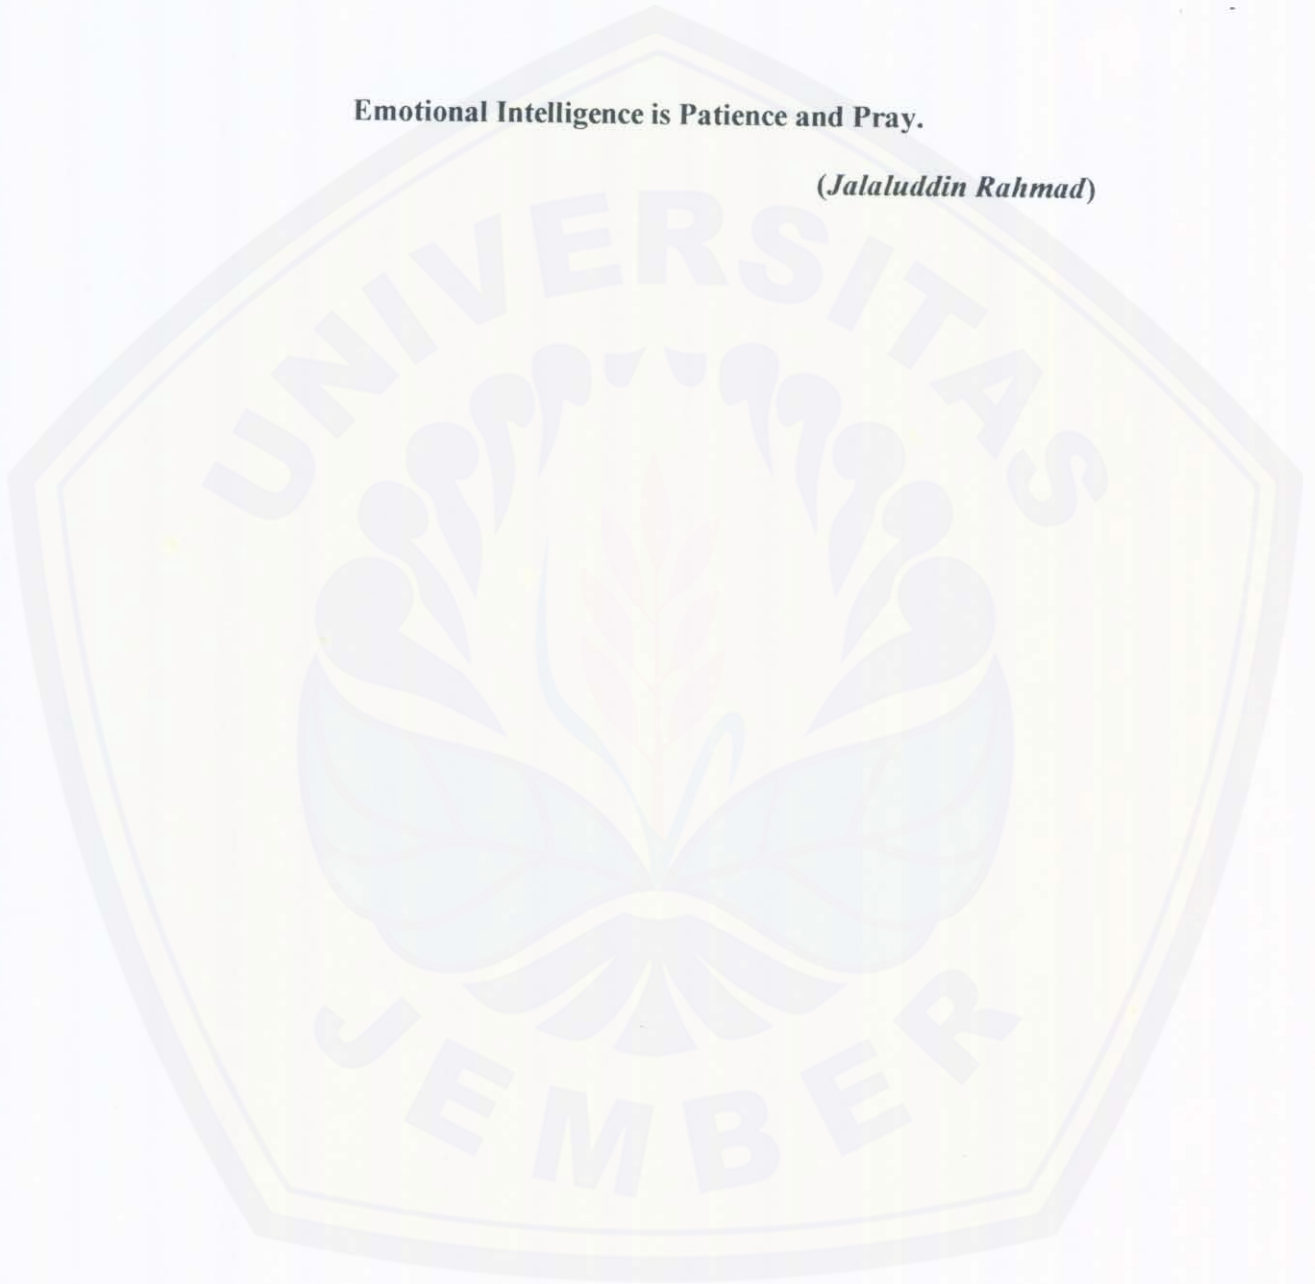 Emotional Intelligence is Patience and Pray.
(Jalaluddin Rahmad)
UNIVERSITAS
JEMBER